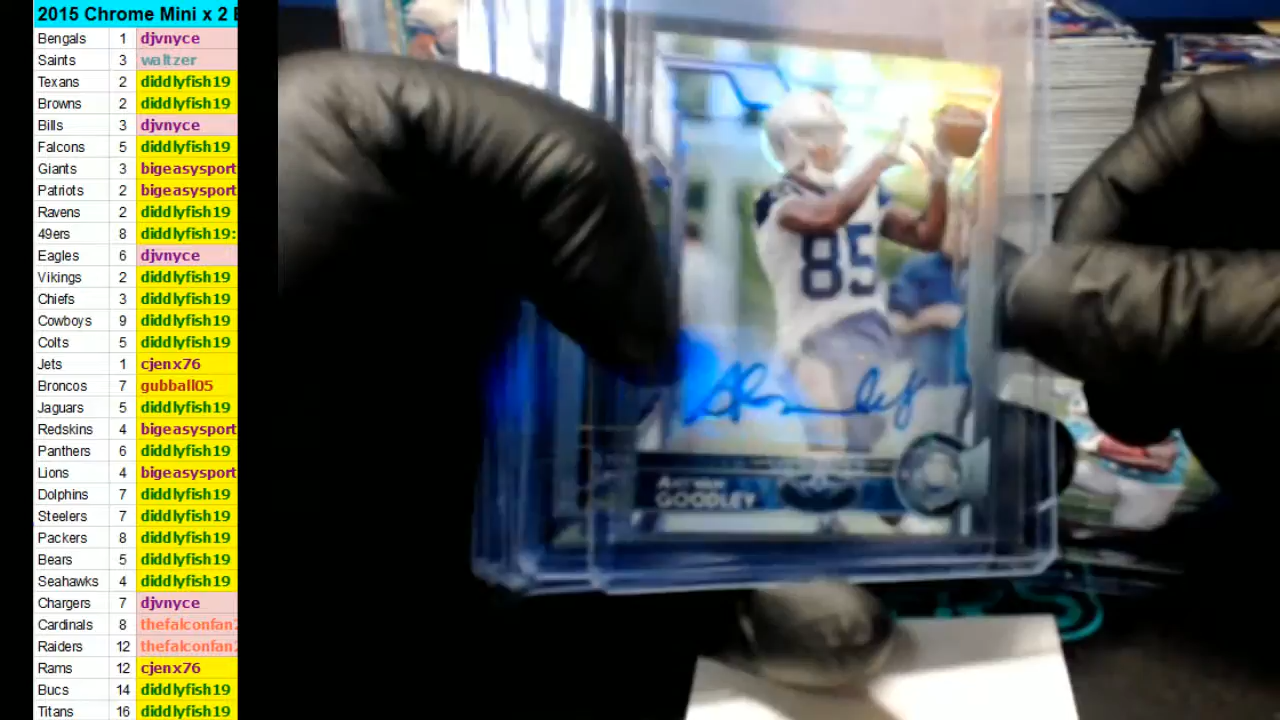 2015 Chrome Mini x 2
Bengals 1 djvnyce
Saints 3 waltzer
Texans 2 diddlyfish19
Browns 2 diddlyfish19
Bills 3 djvnyce
Falcons 5 diddlyfish19
Giants 3 bigeasysport
Patriots 2 bigeasysport
Ravens 2 diddlyfish19
49ers 8 diddlyfish19:
Eagles 6 djvnyce
Vikings 2 diddlyfish19
Chiefs 3 diddlyfish19
Cowboys 9 diddlyfish19
Colts 5 diddlyfish19
Jets 1 cjenx76
Broncos 7 gubball05
Jaguars 5 diddlyfish19
Redskins 4 bigeasysport
Panthers 6 diddlyfish19
Lions 4 bigeasysport
Dolphins 7 diddlyfish19
Steelers 7 diddlyfish19
Packers 8 diddlyfish19
Bears 5 diddlyfish19
Seahawks 4 diddlyfish19
Chargers 7 djvnyce
Cardinals 8 thefalconfan
Raiders 12 thefalconfan
Rams 12 cjenx76
Bucs 14 diddlyfish19
Titans 16 diddlyfish19
85
GOODLEY